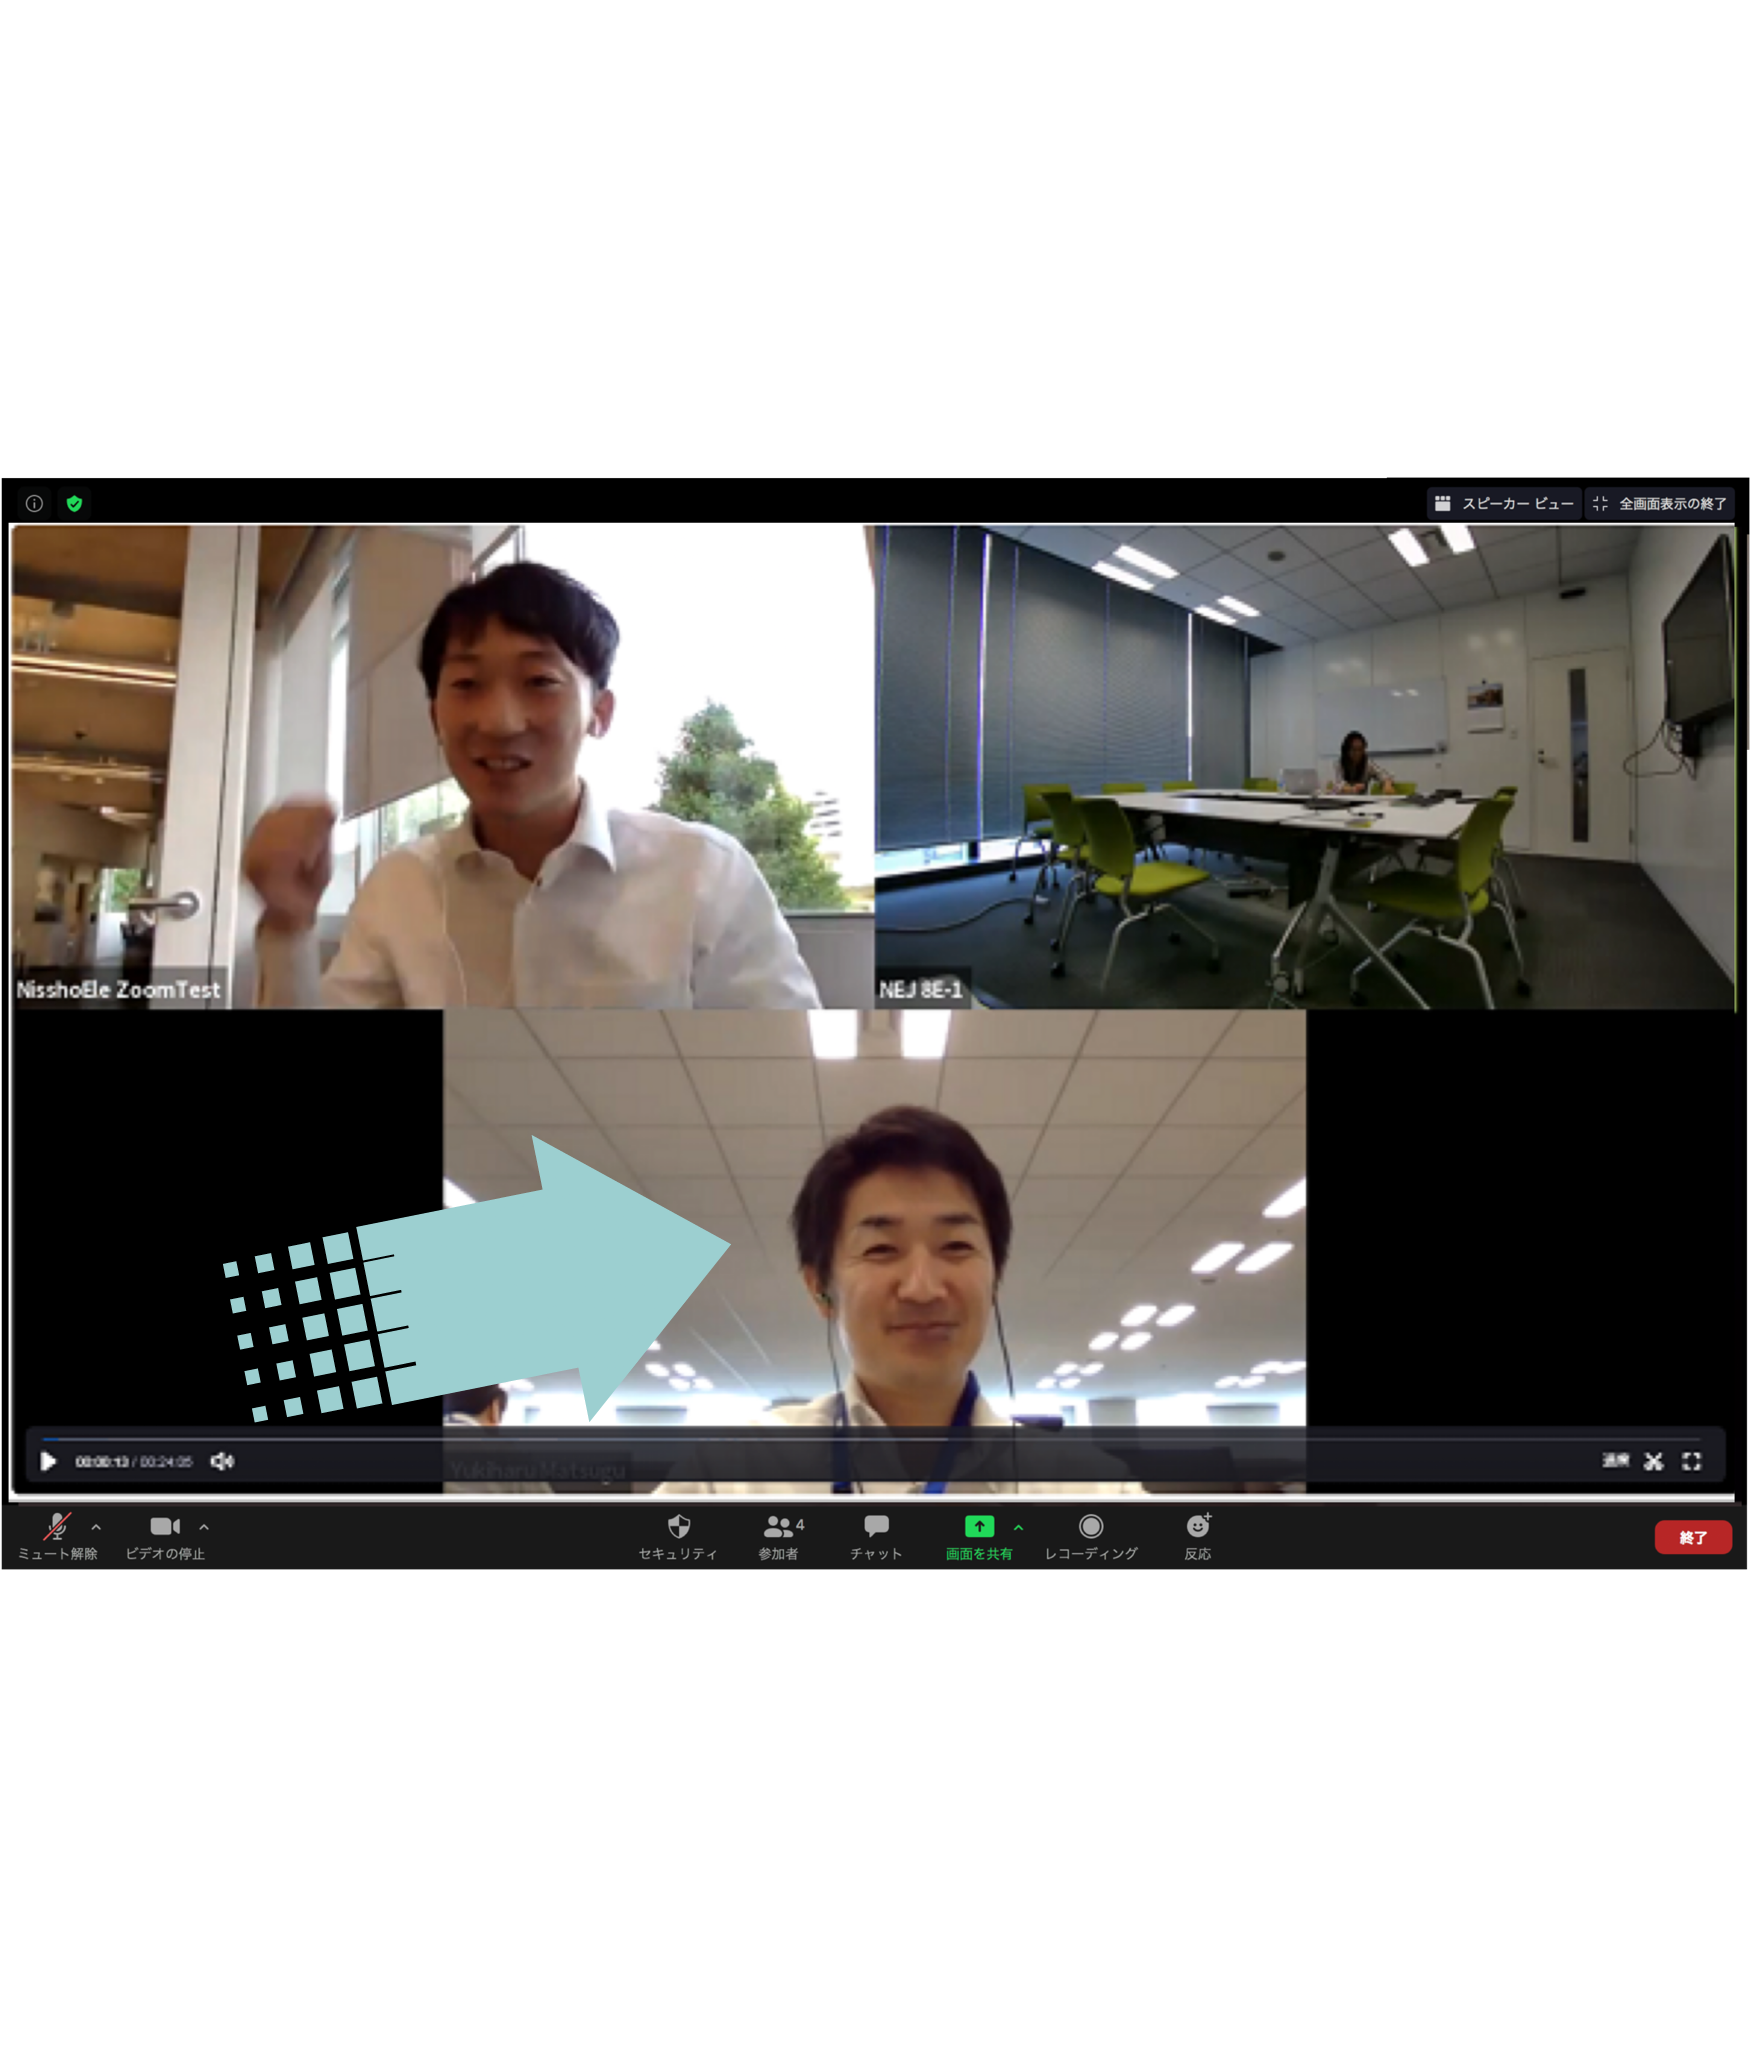 スピーカー ビュー
全画面表示の終了
NisshoEle ZoomTest
NEJ 8E-1
Yukiharu Matsugu
00:00:13 / 00:24:05
ミュート解除
ビデオの停止
セキュリティ
参加者
4
チャット
画面を共有
レコーディング
反応
終了